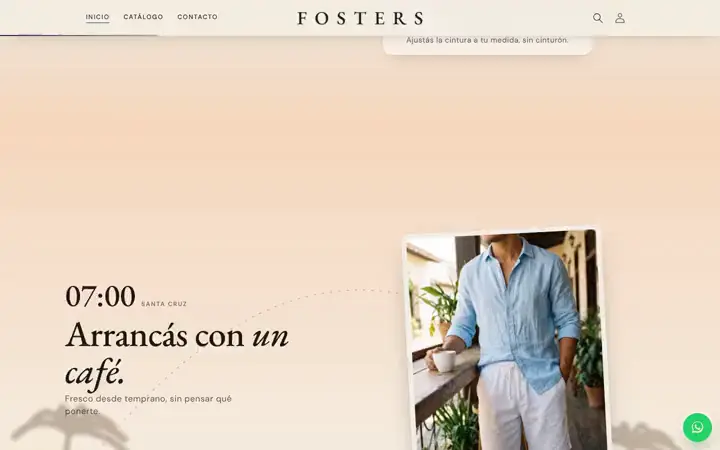 INICIO
CATÁLOGO
CONTACTO
FOSTERS
Ajustás la cintura a tu medida, sin cinturón.
07:00
SANTA CRUZ
Arrancás con un
café.
Fresco desde temprano, sin pensar qué
ponerte.